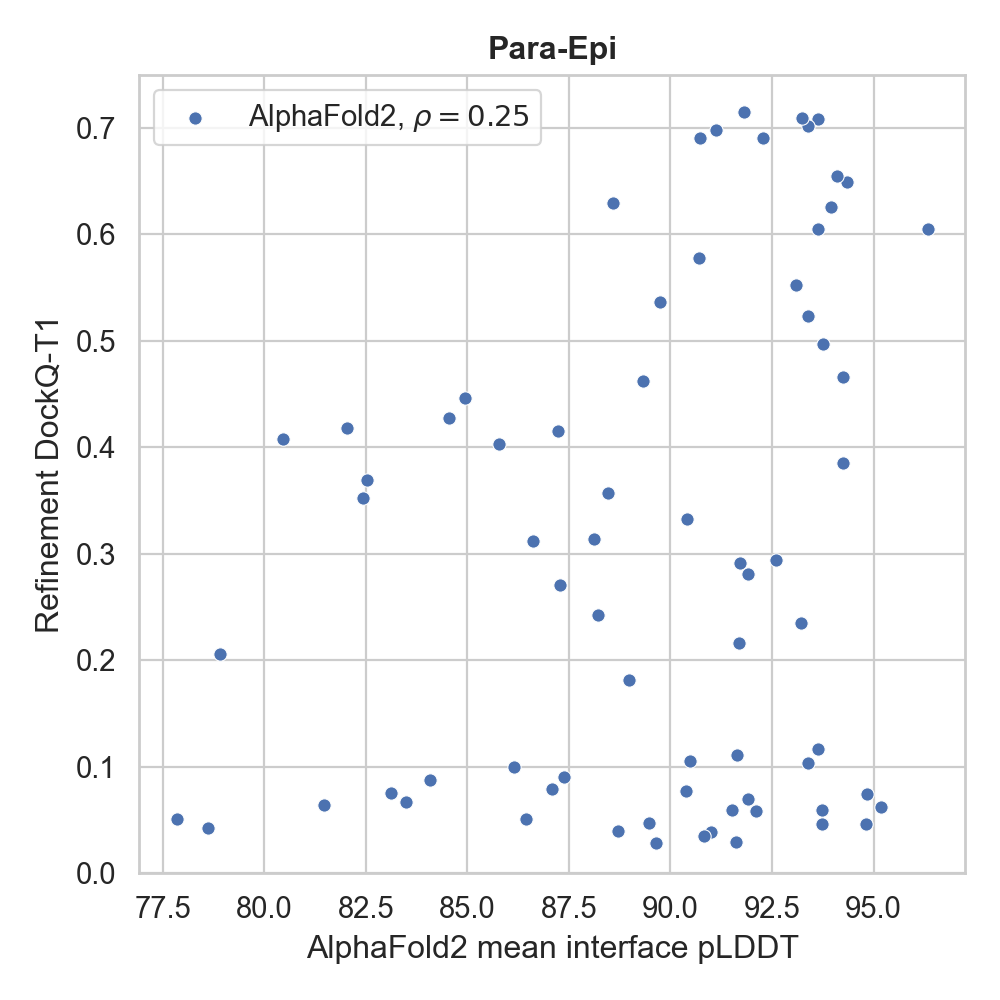 Para-Epi
AlphaFold2, ρ = 0.25
Refinement DockQ-T1
0.7
0.6
0.5
0.4
0.3
0.2
0.1
0.0
77.5 80.0 82.5 85.0 87.5 90.0 92.5 95.0
AlphaFold2 mean interface pLDDT